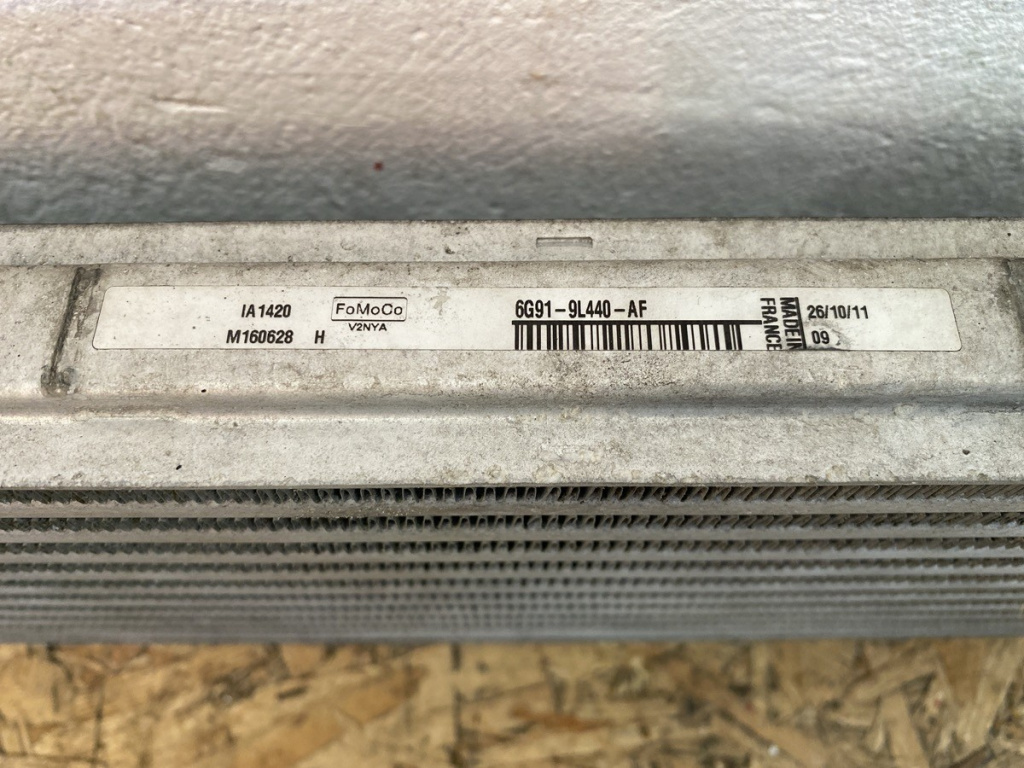 IA1420
M160628 H
FoMoCo
V2NYA
6G91-9L440-AF
MADE IN
FRANCE
26/10/11
09